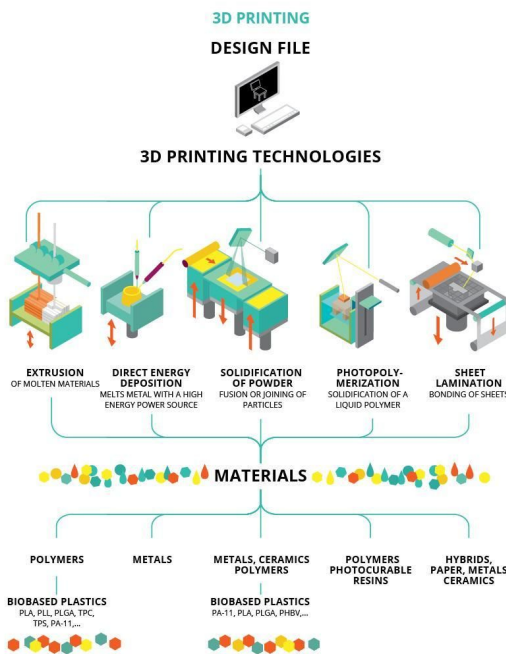 3D PRINTING
DESIGN FILE
3D PRINTING TECHNOLOGIES
EXTRUSION
OF MOLTEN MATERIALS
DIRECT ENERGY
DEPOSITION
MELTS METAL WITH A HIGH
ENERGY POWER SOURCE
SOLIDIFICATION
OF POWDER
FUSION OR JOINING OF
PARTICLES
PHOTOPOLY-
MERIZATION
SOLIDIFICATION OF A
LIQUID POLYMER
SHEET
LAMINATION
BONDING OF SHEETS
MATERIALS
POLYMERS
METALS
METALS, CERAMICS
POLYMERS
POLYMERS
PHOTOCURABLE
RESINS
HYBRIDS,
PAPER, METALS
CERAMICS
BIOBASED PLASTICS
PLA, PLL, PLGA, TPC,
TPS, PA-11,...
BIOBASED PLASTICS
PA-11, PLA, PLGA, PHBV,...